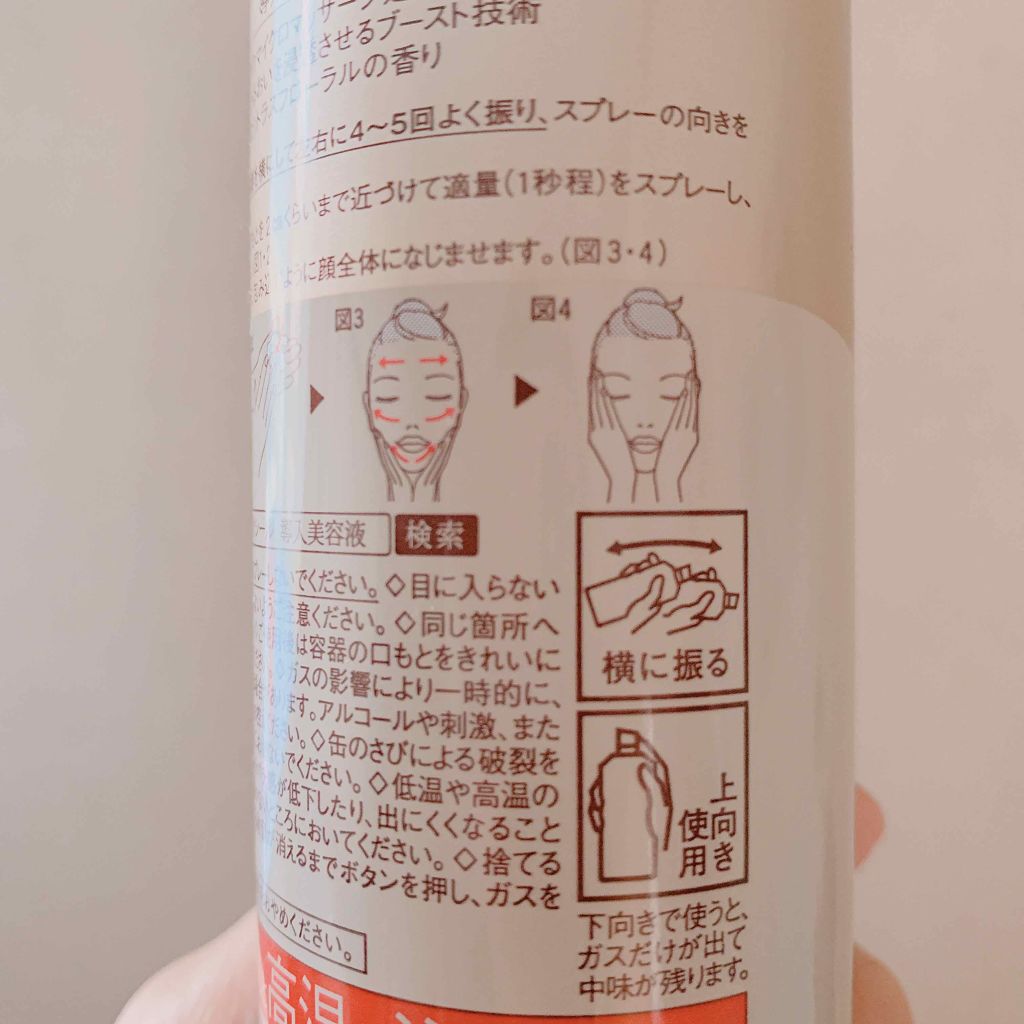 させるブースト技術
ローラルの香り
右に4〜5回よく振り、スプレーの向きを
くらいまで近づけて適量(1秒程)をスプレーし、
ように顔全体になじませます。(図3・4)
図3
図4
導入美容液
検索
でください。◇目に入らない
注意ください。◇同じ箇所へ
後は容器の口もとをきれいに
◇ガスの影響により一時的に、
ます。アルコールや刺激、また
さい。◇缶のさびによる破裂を
いでください。◇低温や高温の
が低下したり、出にくくなること
ころにおいてください。◇捨てる
消えるまでボタンを押し、ガスを
おやめください。
高温
横に振る
上向き
使用
下向きで使うと、
ガスだけが出て
中味が残ります。